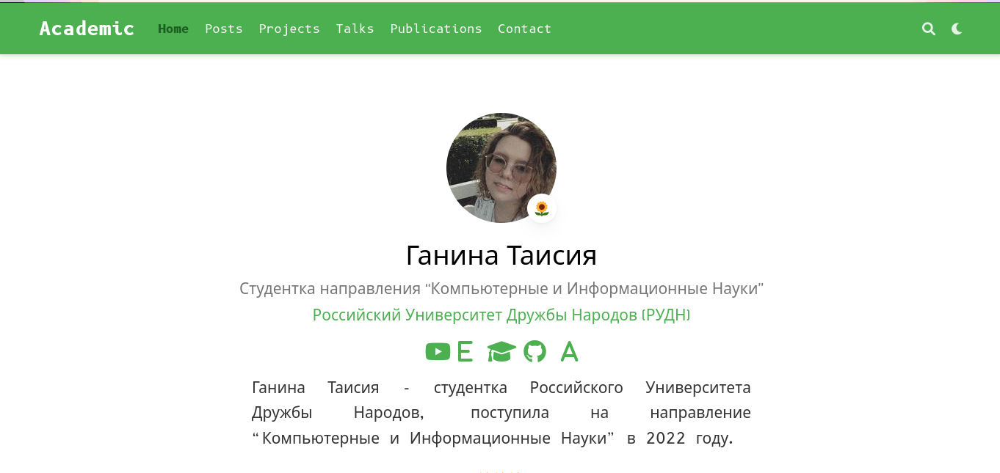 Academic Home Posts Projects Talks Publications Contact
Ганина Таисия
Студентка направления “Компьютерные и Информационные Науки”
Российский Университет Дружбы Народов (РУДН)
E A
Ганина Таисия - студентка Российского Университета
Дружбы Народов, поступила на направление
“Компьютерные и Информационные Науки” в 2022 году.